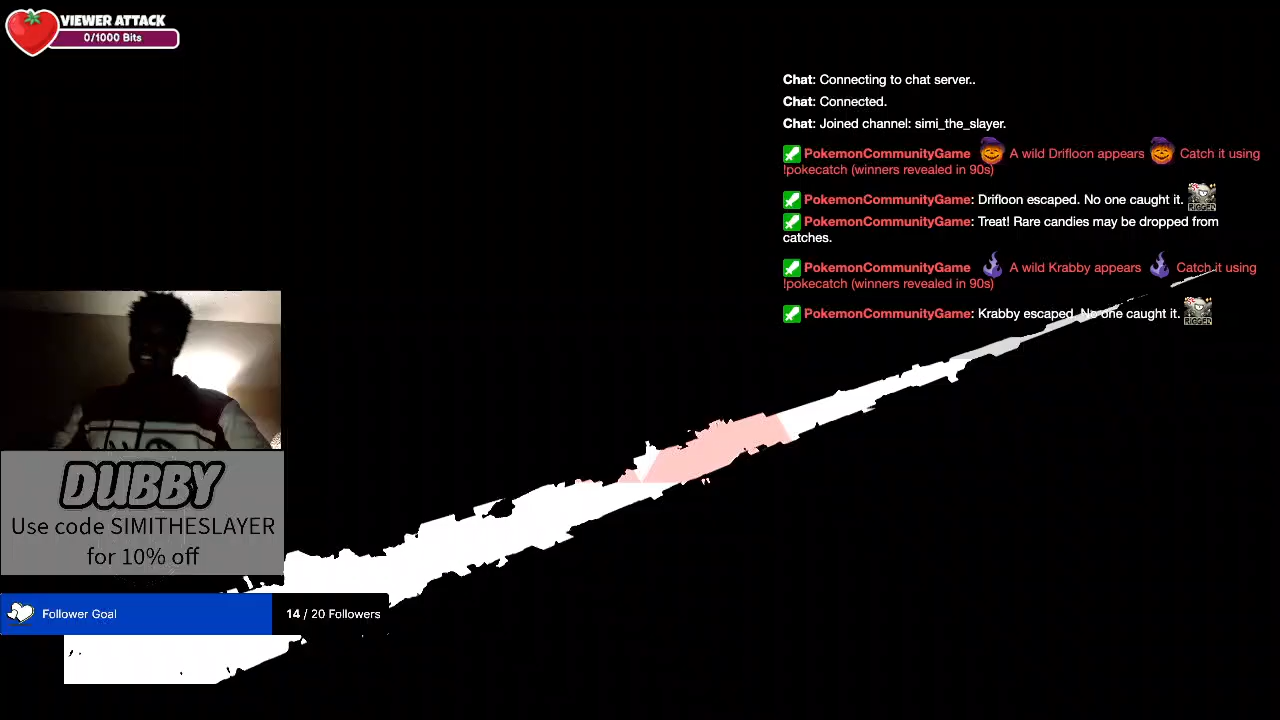 VIEWER ATTACK
0/1000 Bits
Chat: Connecting to chat server..
Chat: Connected.
Chat: Joined channel: simi_the_slayer.
PokemonCommunityGame A wild Drifloon appears Catch it using
!pokecatch (winners revealed in 90s)
PokemonCommunityGame: Drifloon escaped. No one caught it.
PokemonCommunityGame: Treat! Rare candies may be dropped from
catches.
PokemonCommunityGame A wild Krabby appears Catch it using
!pokecatch (winners revealed in 90s)
PokemonCommunityGame: Krabby escaped. No one caught it.
DUBBY
Use code SIMITHESLAYER
for 10% off
Follower Goal 14 / 20 Followers